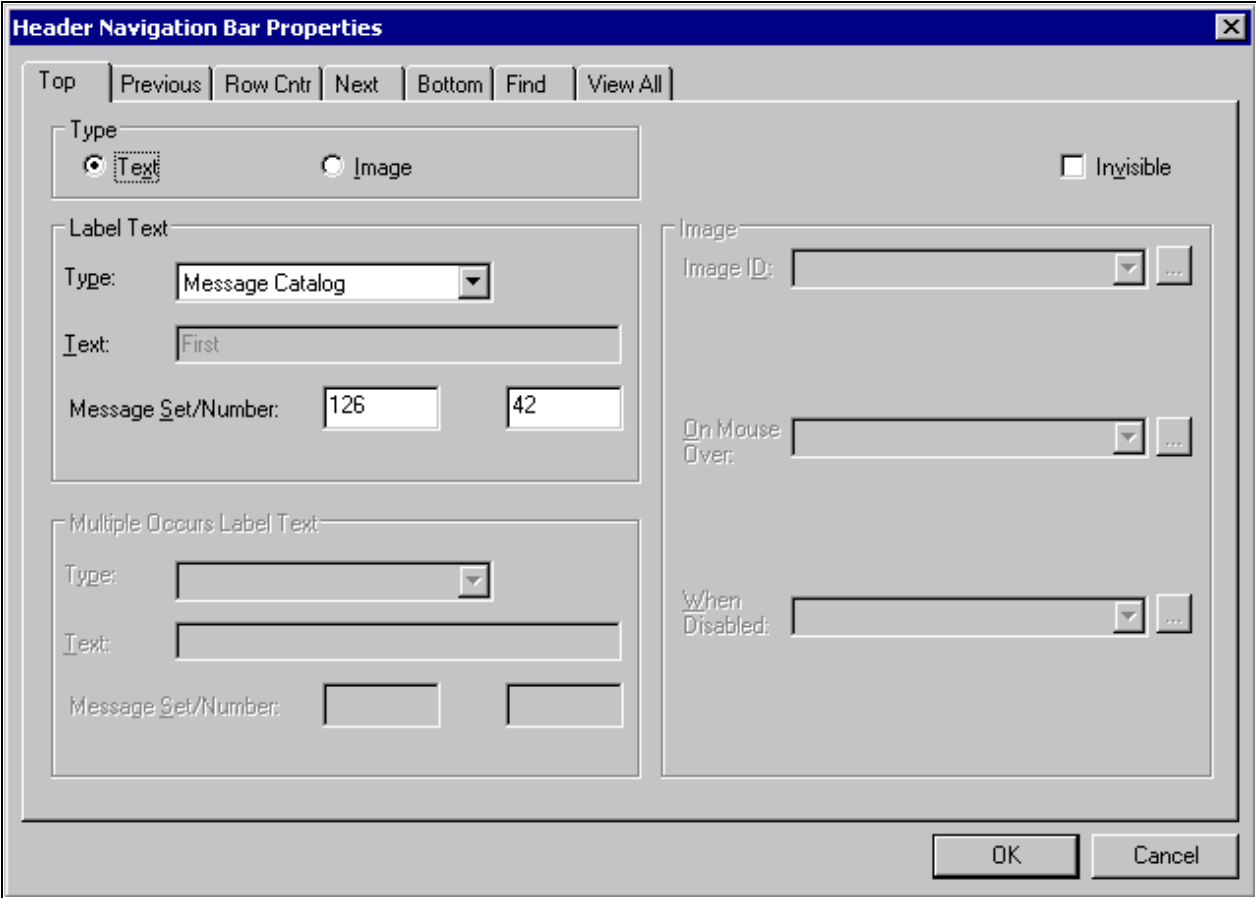 Header Navigation Bar Properties
Top Previous Row Cntr Next Bottom Find View All
Type
Text Image Invisible
Label Text
Type: Message Catalog
Text: First
Message Set/Number: 126 42
Multiple Occurs Label Text
Type:
Text:
Message Set/Number:
Image
Image ID: ...
On Mouse
Over: ...
When
Disabled: ...
OK Cancel